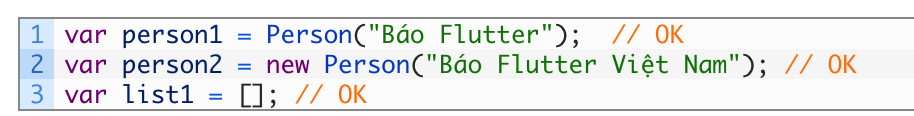 1 var person1 = Person("Báo Flutter");  // OK
2 var person2 = new Person("Báo Flutter Việt Nam"); // OK
3 var list1 = []; // OK